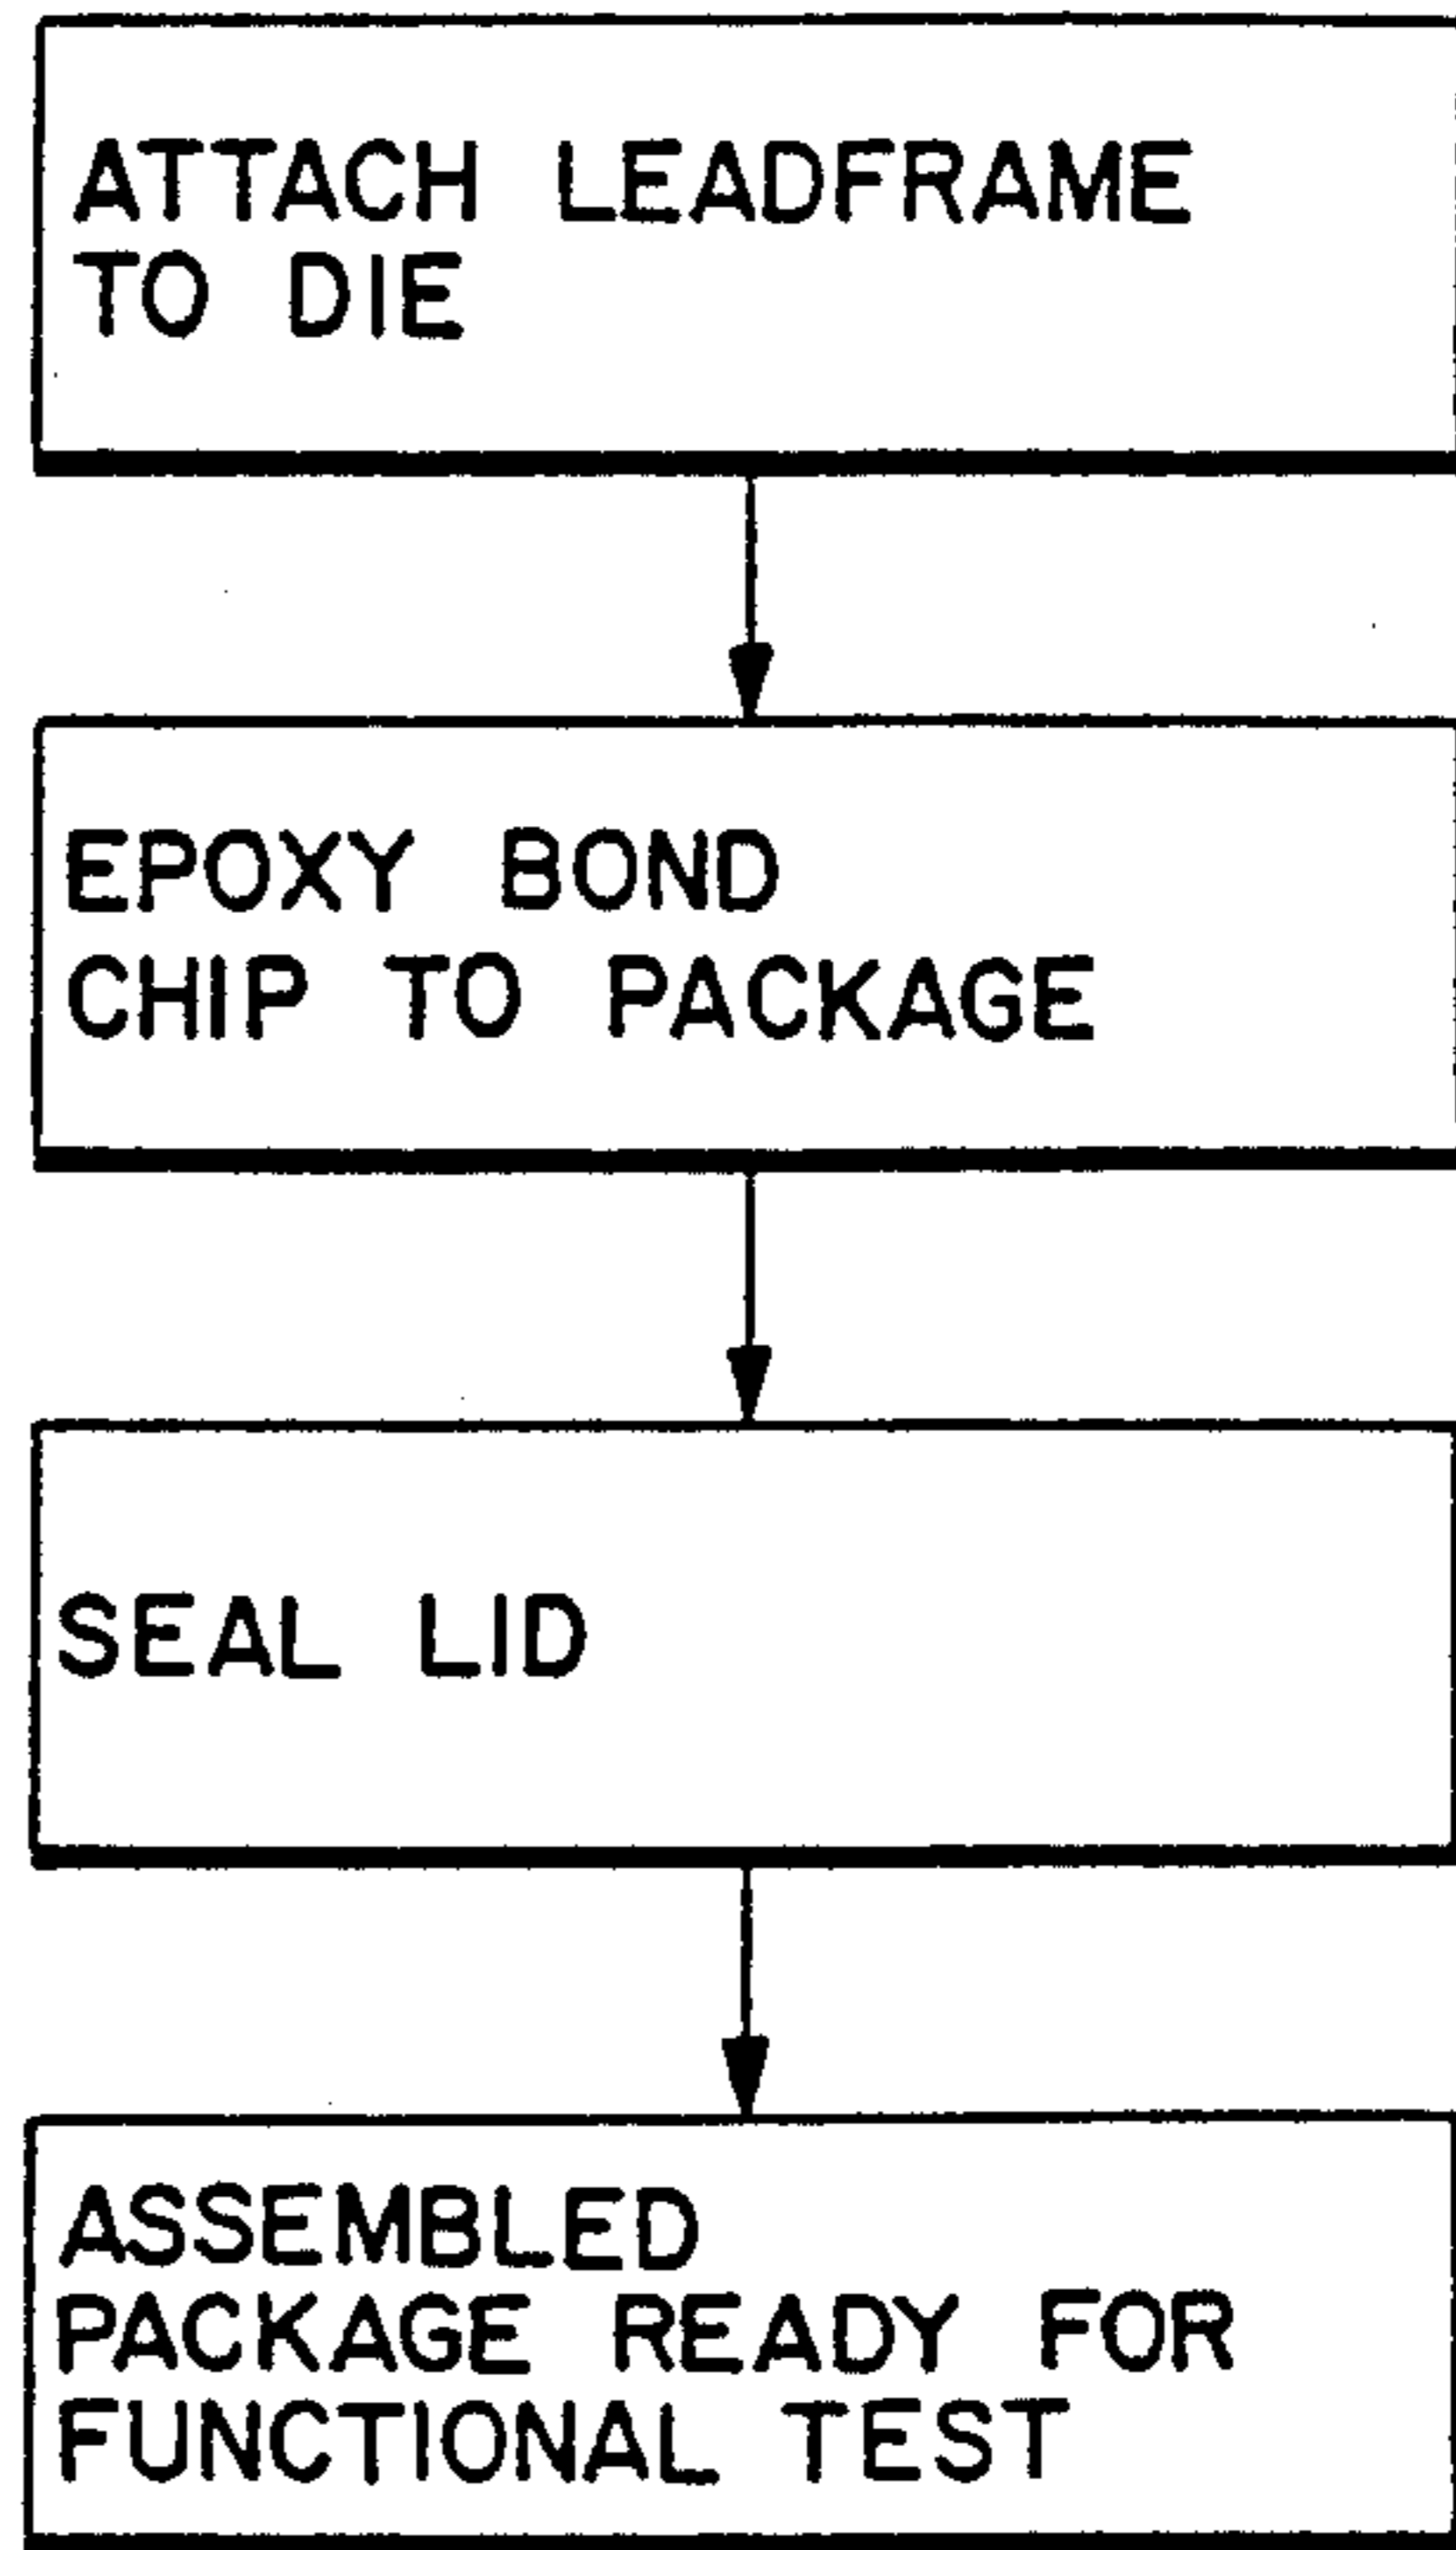 ATTACH LEADFRAME
TO DIE
EPOXY BOND
CHIP TO PACKAGE
SEAL LID
ASSEMBLED
PACKAGE READY FOR
FUNCTIONAL TEST